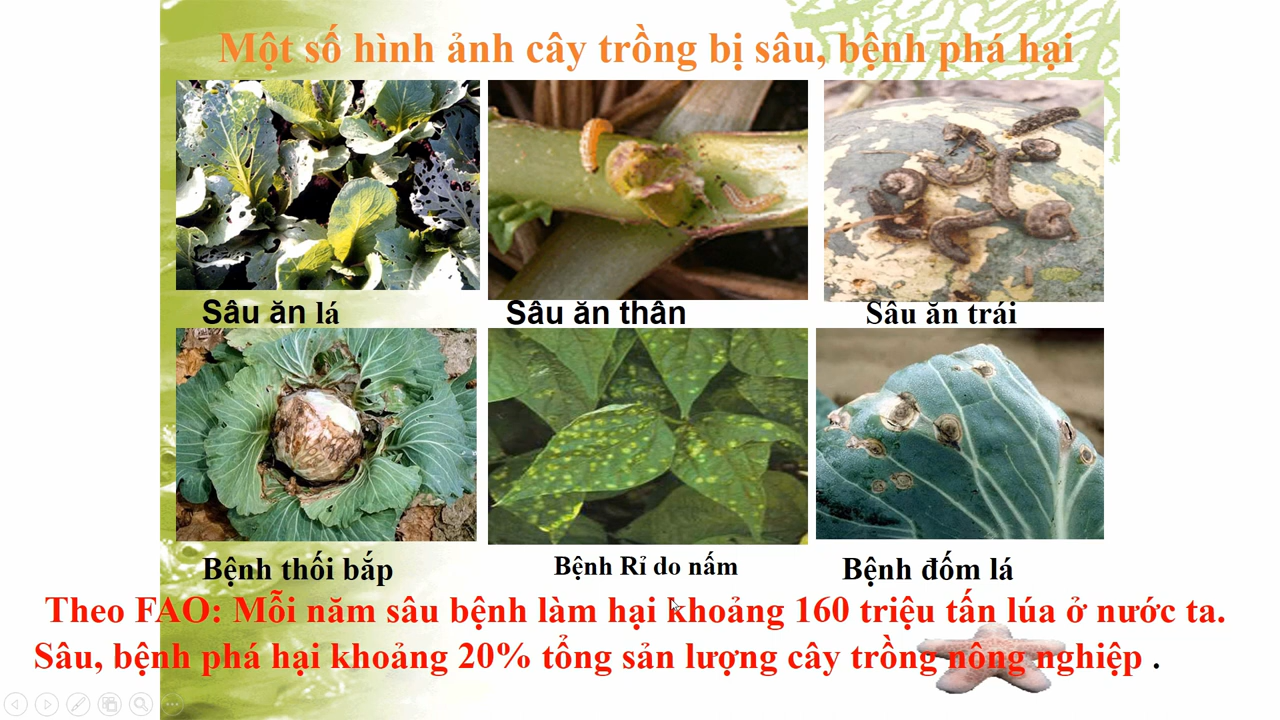 Một số hình ảnh cây trồng bị sâu, bệnh phá hại
Sâu ăn lá
Sâu ăn thân
Sâu ăn trái
Bệnh thối bắp
Bệnh Rỉ do nấm
Bệnh đốm lá
Theo FAO: Mỗi năm sâu bệnh làm hại khoảng 160 triệu tấn lúa ở nước ta.
Sâu, bệnh phá hại khoảng 20% tổng sản lượng cây trồng nông nghiệp .